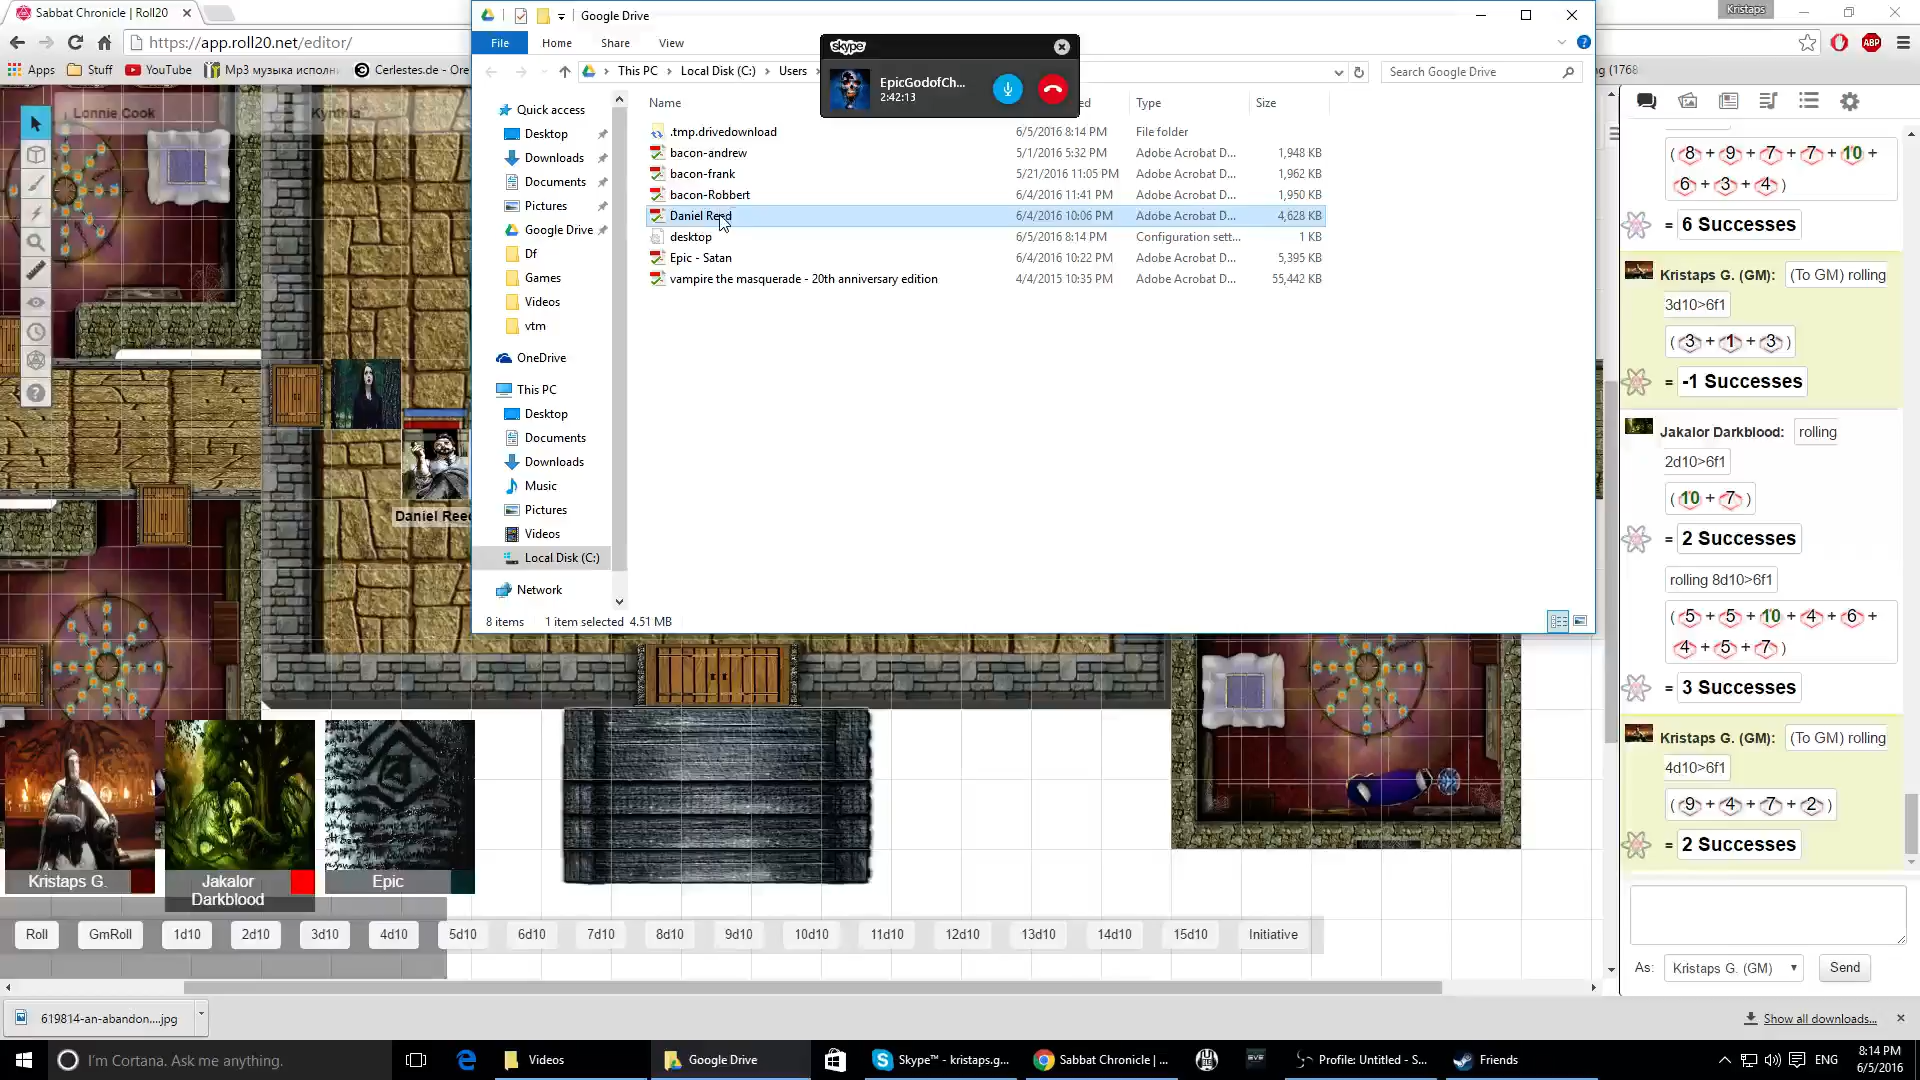 Sabbat Chronicle | Roll20
Google Drive
Kristaps
https://app.roll20.net/editor/
File
Home
Share
View
skype
EpicGodofCh...
2:42:13
Apps
Stuff
YouTube
Mp3 музыка исполн
Cerlestes.de - Ore
This PC
Local Disk (C:)
Users
Search Google Drive
Lonnie Cook
Kynthia
Quick access
Desktop
Downloads
Documents
Pictures
Google Drive
Df
Games
Videos
vtm
OneDrive
This PC
Desktop
Documents
Downloads
Music
Pictures
Videos
Local Disk (C:)
Network
Name
Type
Size
.tmp.drivedownload 6/5/2016 8:14 PM File folder
bacon-andrew 5/1/2016 5:32 PM Adobe Acrobat D... 1,948 KB
bacon-frank 5/21/2016 11:05 PM Adobe Acrobat D... 1,962 KB
bacon-Robbert 6/4/2016 11:41 PM Adobe Acrobat D... 1,950 KB
Daniel Reed 6/4/2016 10:06 PM Adobe Acrobat D... 4,628 KB
desktop 6/5/2016 8:14 PM Configuration sett... 1 KB
Epic - Satan 6/4/2016 10:22 PM Adobe Acrobat D... 5,395 KB
vampire the masquerade - 20th anniversary edition 4/4/2015 10:35 PM Adobe Acrobat D... 55,442 KB
8 items 1 item selected 4.51 MB
Daniel Reed
(8 + 9 + 7 + 7 + 10 +
6 + 3 + 4)
= 6 Successes
Kristaps G. (GM): (To GM) rolling
3d10>6f1
(3 + 1 + 3)
= -1 Successes
Jakalor Darkblood: rolling
2d10>6f1
(10 + 7)
= 2 Successes
rolling 8d10>6f1
(5 + 5 + 10 + 4 + 6 +
4 + 5 + 7)
= 3 Successes
Kristaps G. (GM): (To GM) rolling
4d10>6f1
(9 + 4 + 7 + 2)
= 2 Successes
As: Kristaps G. (GM) Send
Kristaps G.
Jakalor
Darkblood
Epic
Roll GmRoll 1d10 2d10 3d10 4d10 5d10 6d10 7d10 8d10 9d10 10d10 11d10 12d10 13d10 14d10 15d10 Initiative
619814-an-abandon....jpg
Show all downloads...
I'm Cortana. Ask me anything.
Videos
Google Drive
Skype™ - kristaps.g...
Sabbat Chronicle | ...
Profile: Untitled - S...
Friends
ENG
8:14 PM
6/5/2016